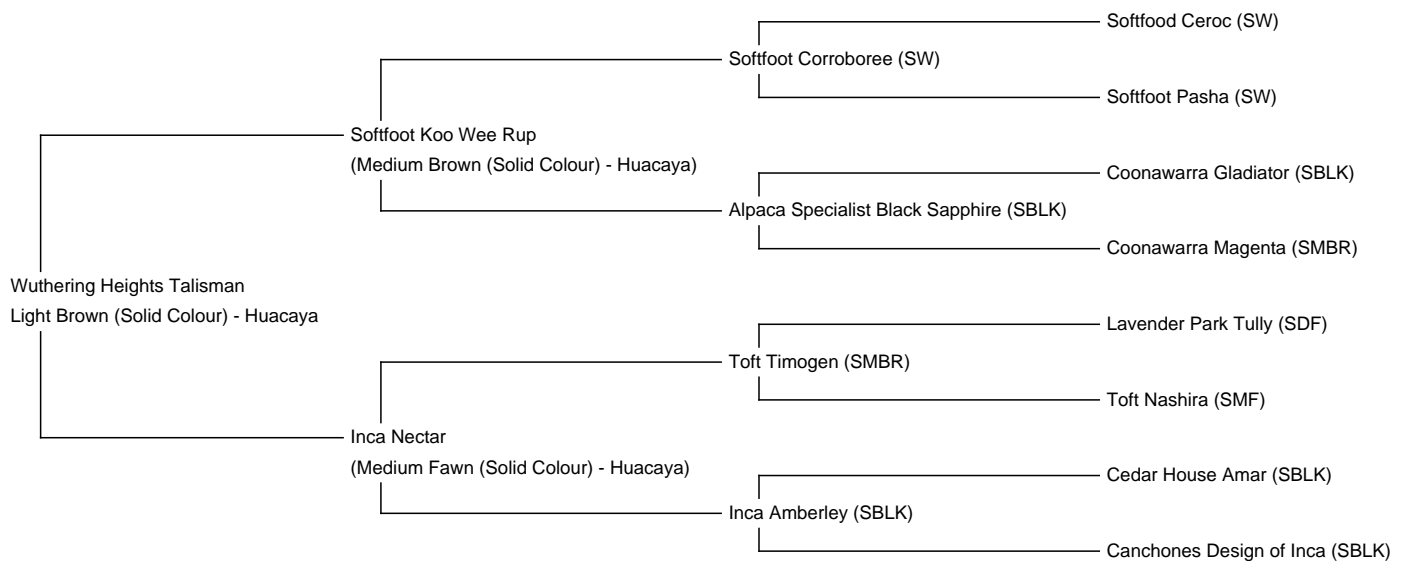 Softfood Ceroc (SW)
Softfoot Corroboree (SW)
Softfoot Pasha (SW)
Softfoot Koo Wee Rup
(Medium Brown (Solid Colour) - Huacaya)
Coonawarra Gladiator (SBLK)
Alpaca Specialist Black Sapphire (SBLK)
Coonawarra Magenta (SMBR)
Wuthering Heights Talisman
Light Brown (Solid Colour) - Huacaya
Lavender Park Tully (SDF)
Toft Timogen (SMBR)
Toft Nashira (SMF)
Inca Nectar
(Medium Fawn (Solid Colour) - Huacaya)
Cedar House Amar (SBLK)
Inca Amberley (SBLK)
Canchones Design of Inca (SBLK)